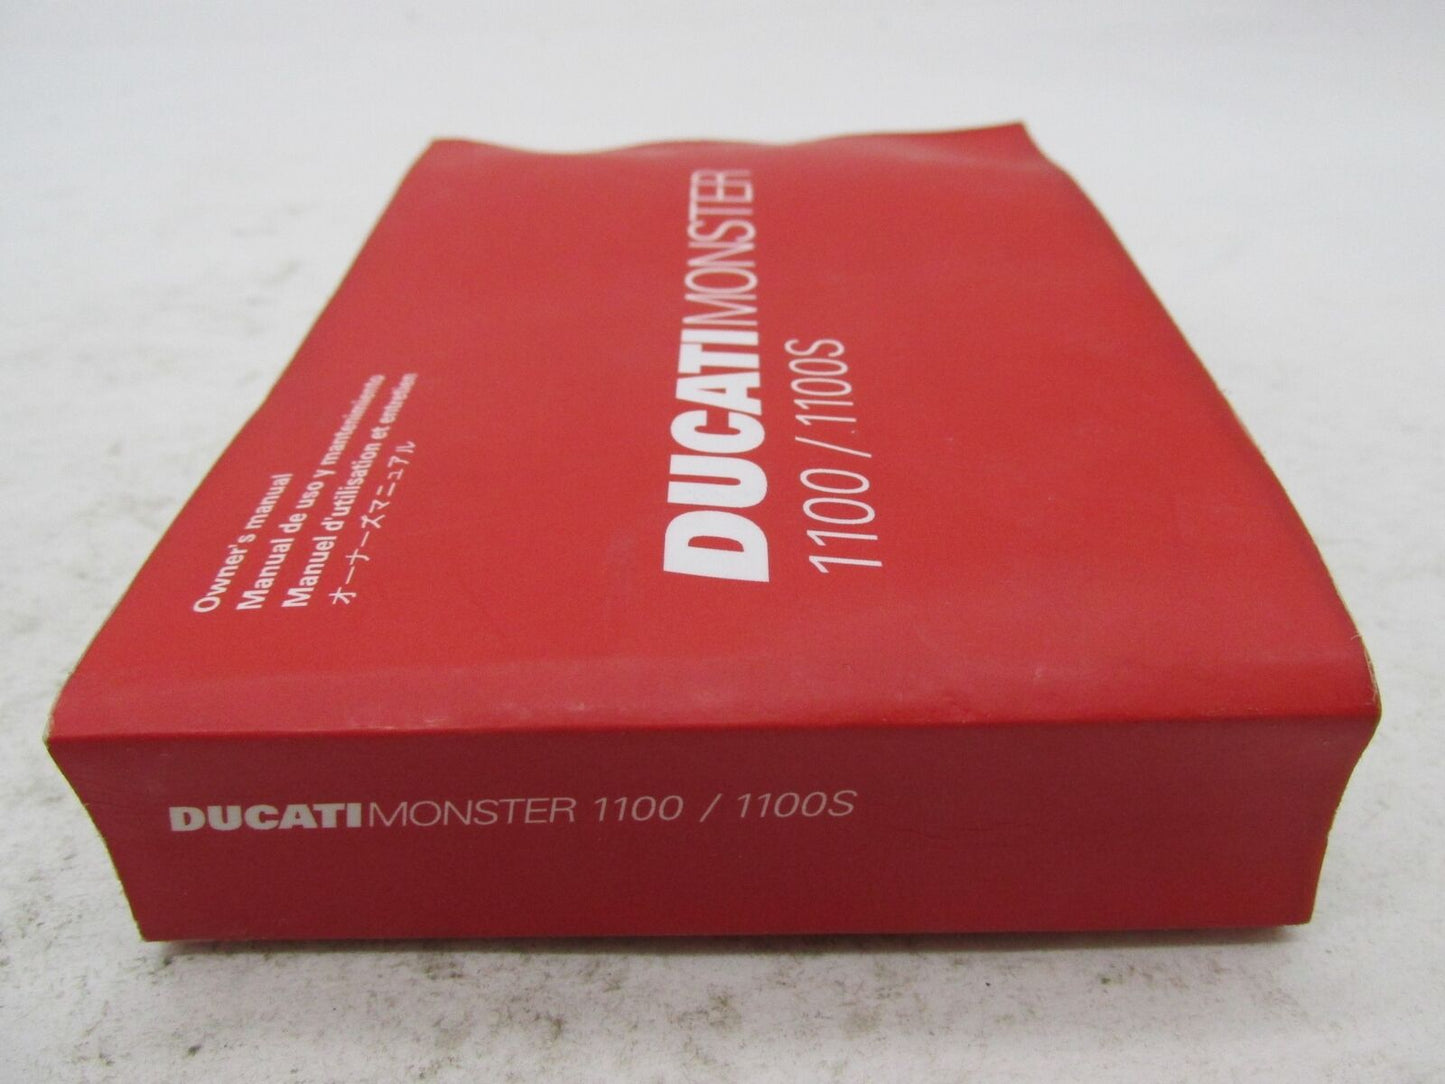 Owner's manual
Manual de uso y mantenimiento
Manuel d'utilisation et entretien
オーナーズマニュアル
DUCATIMONSTER
1100 / 1100S
DUCATIMONSTER 1100 / 1100S